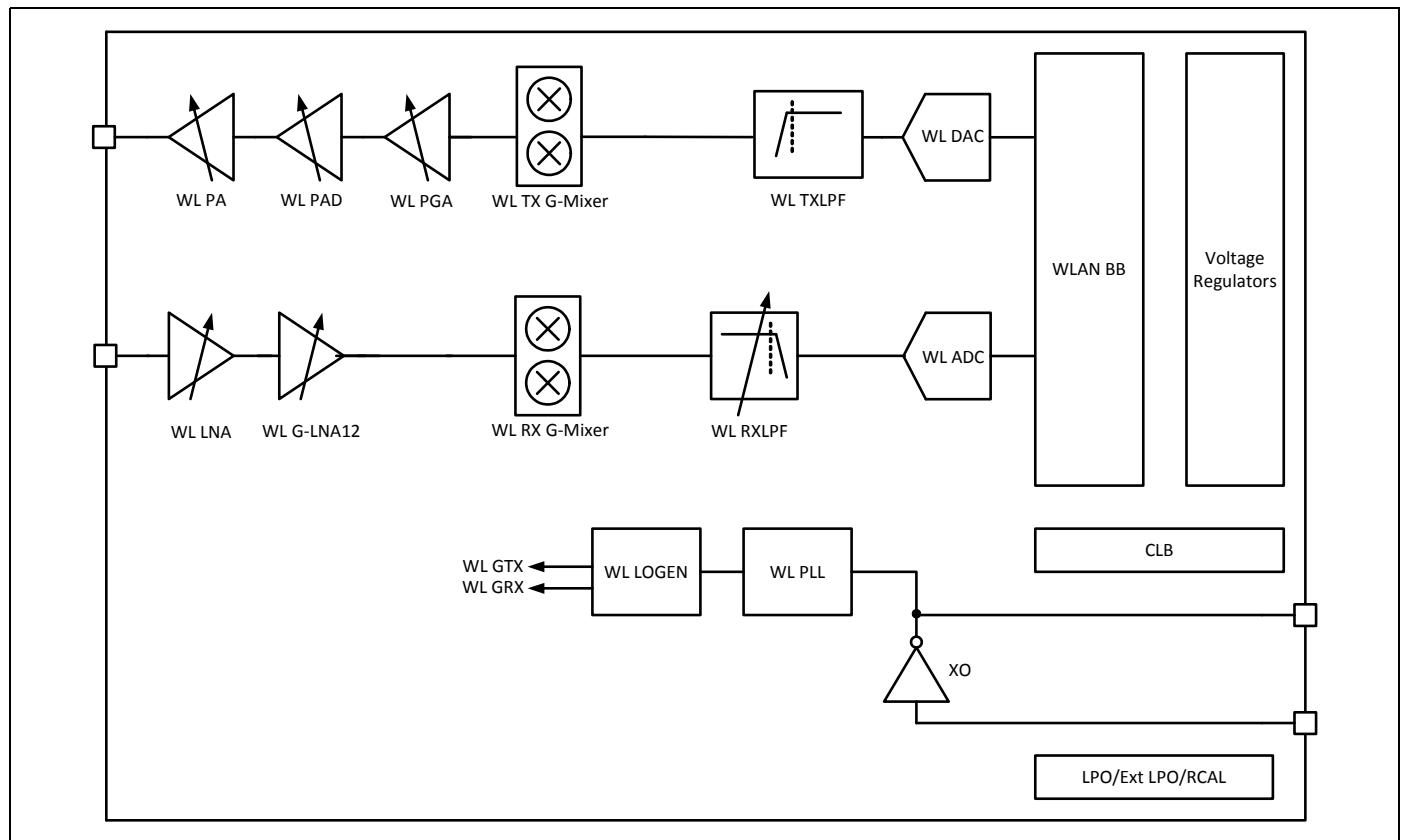 WL PA
WL PAD
WL PGA
WL TX G-Mixer
WL TXLPF
WL DAC
WL LNA
WL G-LNA12
WL RX G-Mixer
WL RXLPF
WL ADC
WLAN BB
Voltage
Regulators
CLB
WL GTX
WL GRX
WL LOGEN
WL PLL
XO
LPO/Ext LPO/RCAL